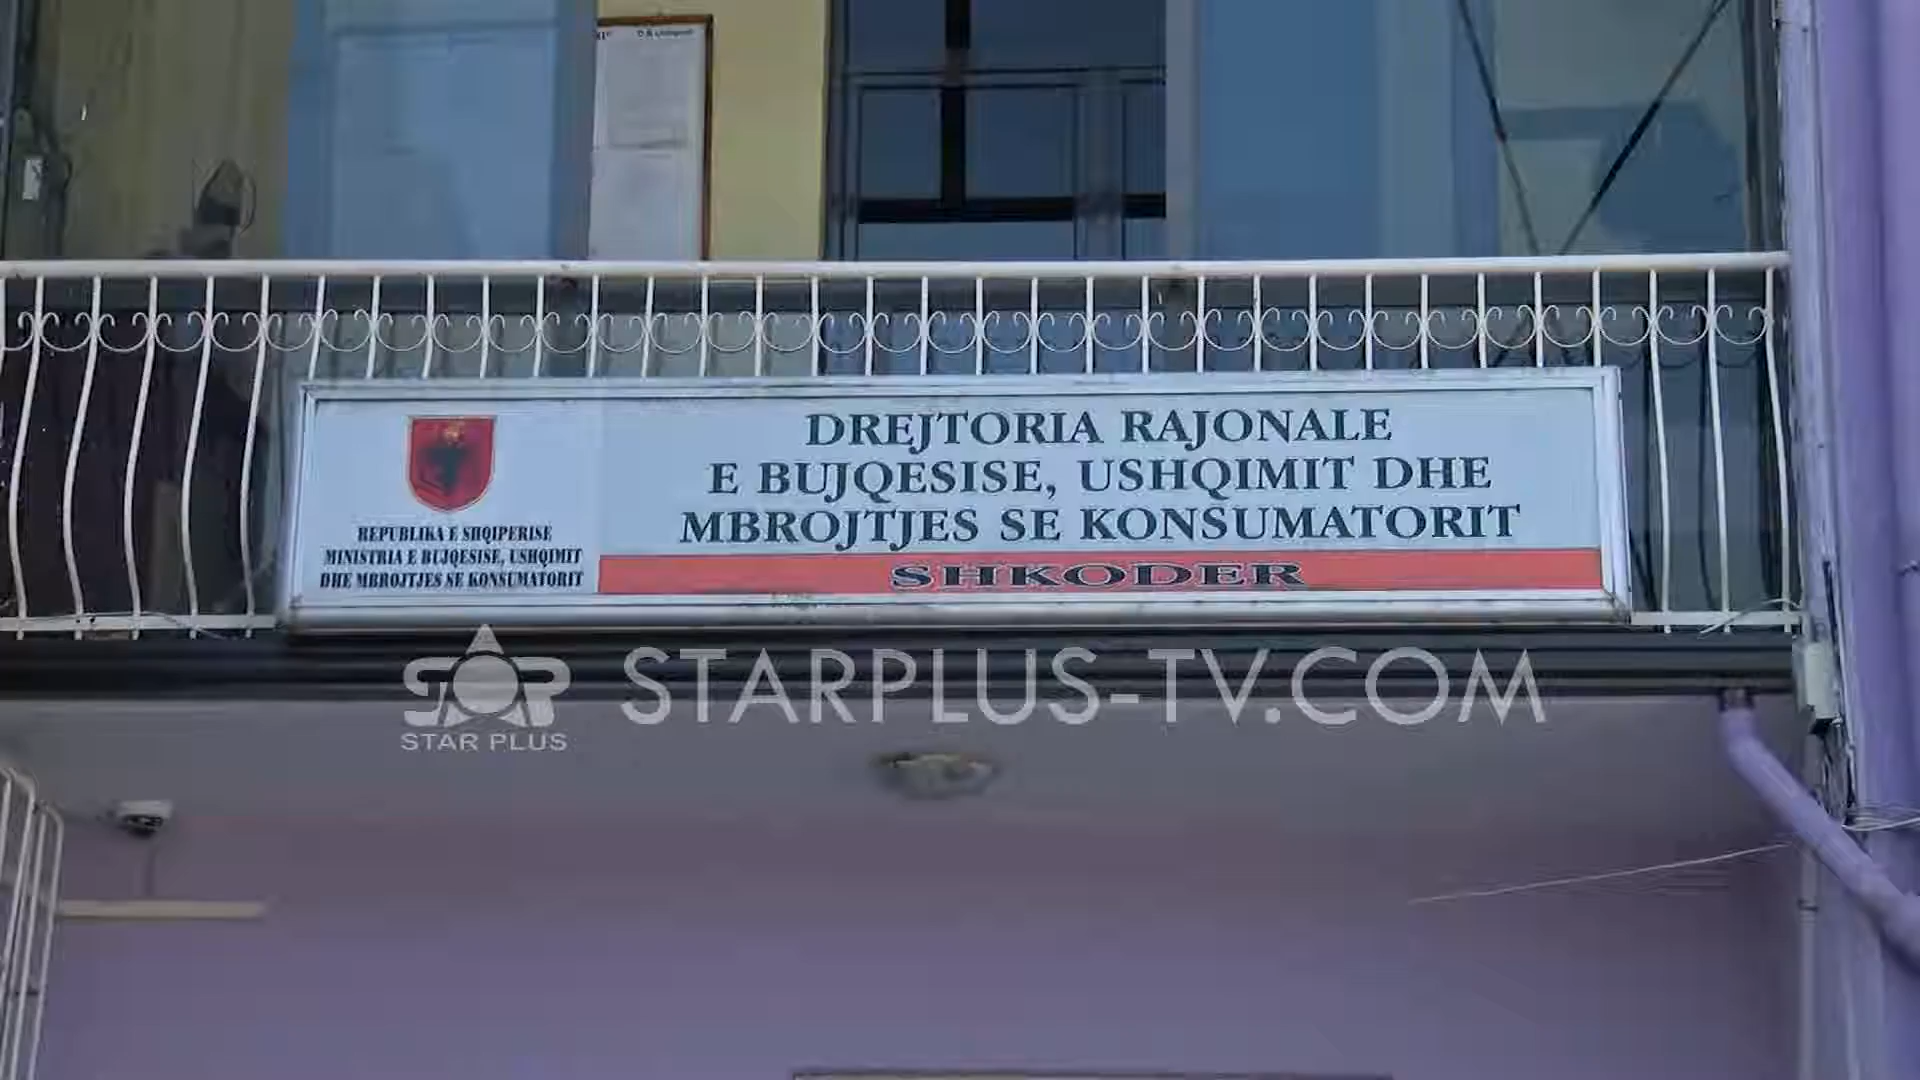 DREJTORIA RAJONALE
E BUJQESISE, USHQIMIT DHE
MBROJTJES SE KONSUMATORIT
SHKODER
REPUBLIKA E SHQIPERISE
MINISTRIA E BUJQESISE, USHQIMIT
DHE MBROJTJES SE KONSUMATORIT
STAR PLUS
STARPLUS-TV.COM